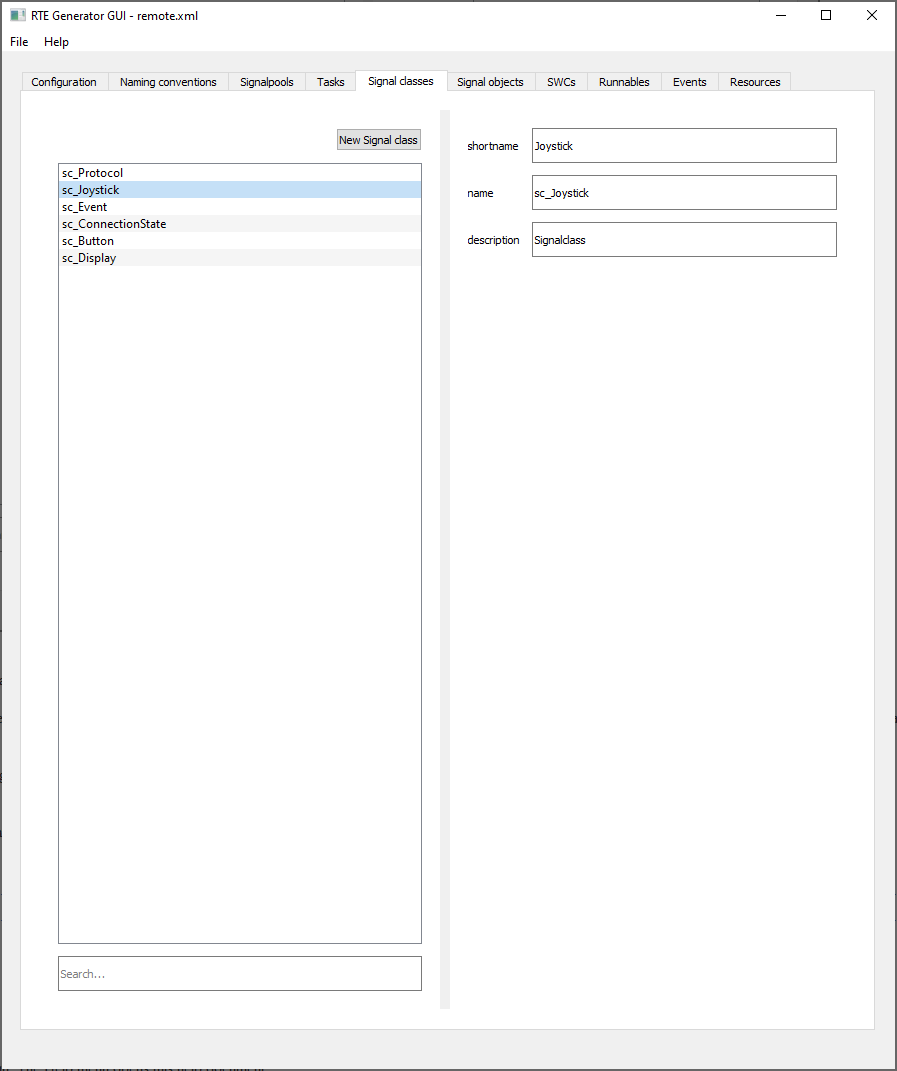 RTE Generator GUI - remote.xml
File Help
Configuration Naming conventions Signalpools Tasks Signal classes Signal objects SWCs Runnables Events Resources
New Signal class
sc_Protocol
sc_Joystick
sc_Event
sc_ConnectionState
sc_Button
sc_Display
Search...
shortname Joystick
name sc_Joystick
description Signalclass